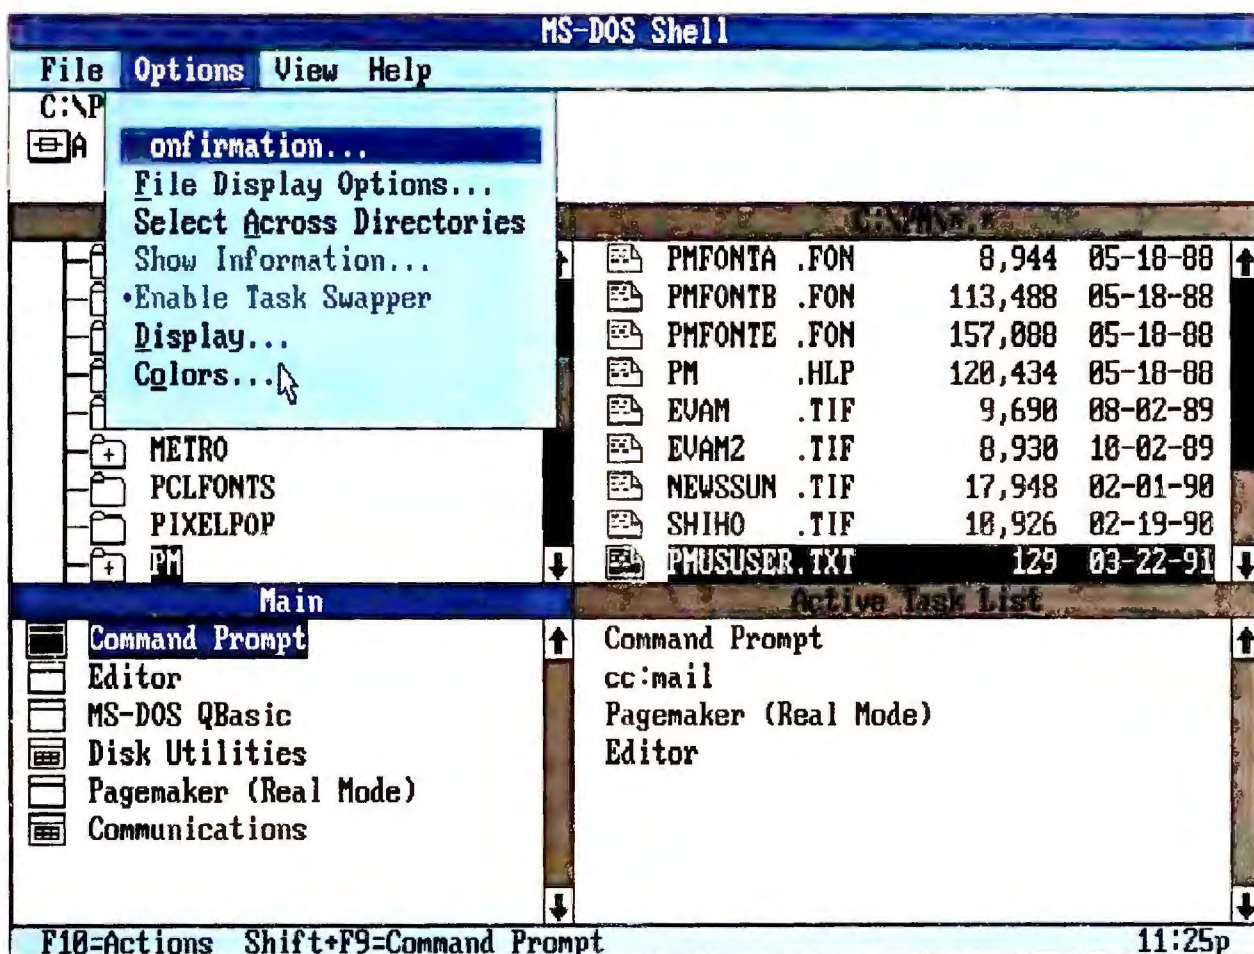 MS-DOS Shell
File Options View Help
C:\P
A
onfirmation...
File Display Options...
Select Across Directories
Show Information...
•Enable Task Swapper
Display...
Colors...
C:\PM\*.*
METRO
PCLFONTS
PIXELPOP
PM
PMFONTA .FON 8,944 05-18-88
PMFONTB .FON 113,488 05-18-88
PMFONTE .FON 157,088 05-18-88
PM .HLP 120,434 05-18-88
EVAM .TIF 9,690 08-02-89
EVAM2 .TIF 8,930 10-02-89
NEWSSUN .TIF 17,948 02-01-90
SHIHO .TIF 10,926 02-19-90
PMUSUSER.TXT 129 03-22-91
Main
Command Prompt
Editor
MS-DOS QBasic
Disk Utilities
Pagemaker (Real Mode)
Communications
Active Task List
Command Prompt
cc:mail
Pagemaker (Real Mode)
Editor
F10=Actions Shift+F9=Command Prompt 11:25p